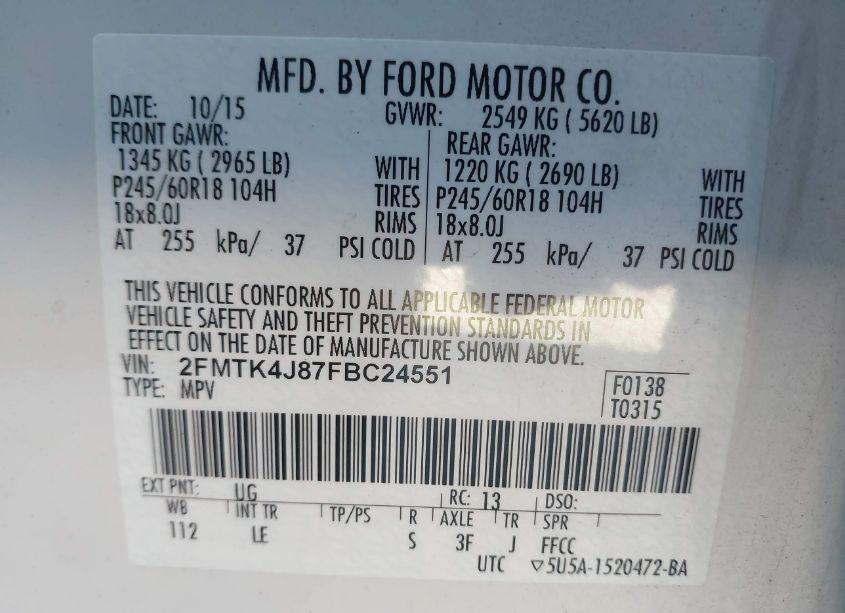 MFD. BY FORD MOTOR CO.
DATE: 10/15 GVWR: 2549 KG ( 5620 LB)
FRONT GAWR: REAR GAWR:
1345 KG ( 2965 LB) WITH 1220 KG ( 2690 LB) WITH
P245/60R18 104H TIRES P245/60R18 104H TIRES
18x8.0J RIMS 18x8.0J RIMS
AT 255 kPa/ 37 PSI COLD AT 255 kPa/ 37 PSI COLD
THIS VEHICLE CONFORMS TO ALL APPLICABLE FEDERAL MOTOR
VEHICLE SAFETY AND THEFT PREVENTION STANDARDS IN
EFFECT ON THE DATE OF MANUFACTURE SHOWN ABOVE.
VIN: 2FMTK4J87FBC24551
TYPE: MPV F0138
T0315
EXT PNT: UG RC: 13 DSO:
WB INT TR TP/PS R AXLE TR SPR
112 LE S 3F J FFCC
UTC ▽5U5A-1520472-BA